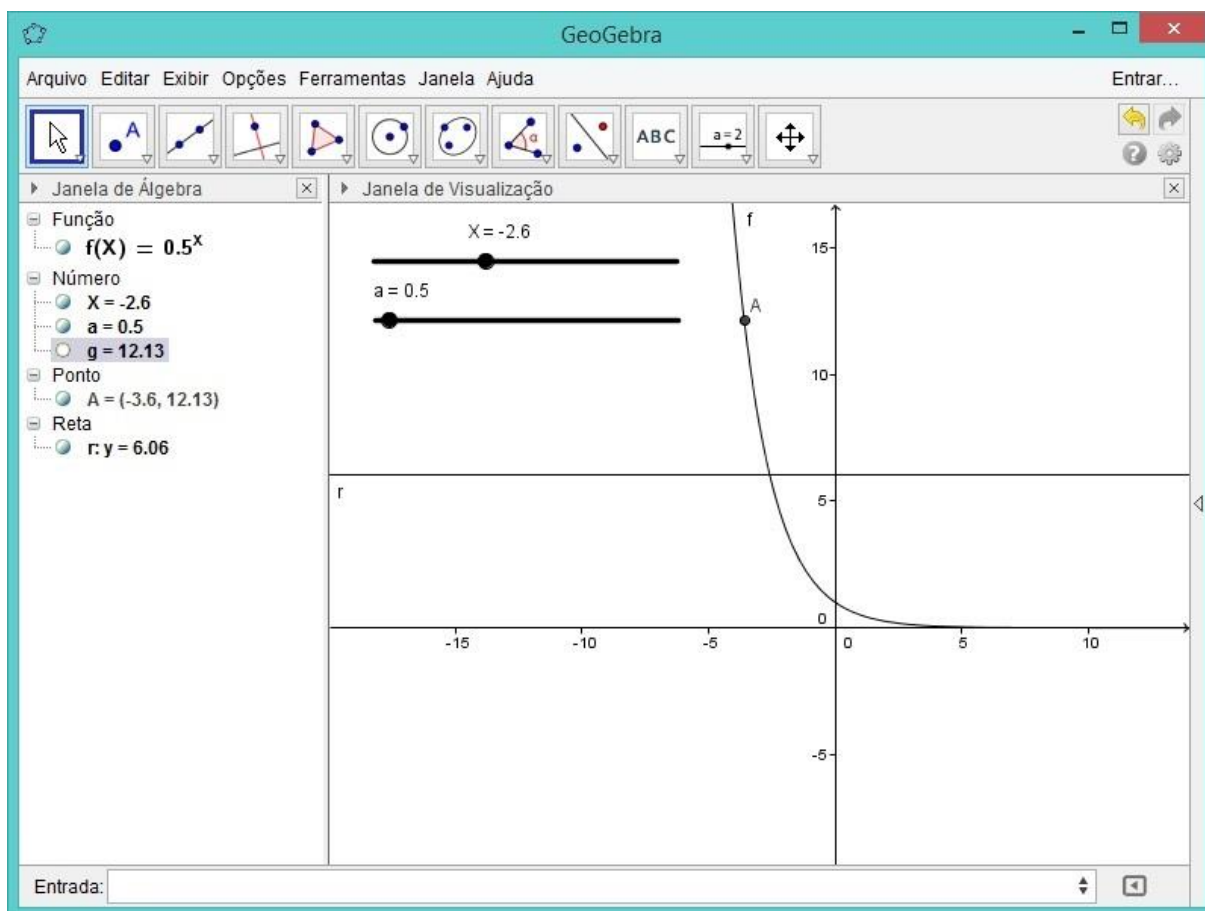 GeoGebra
Arquivo Editar Exibir Opções Ferramentas Janela Ajuda
Entrar...
A
α
ABC
a = 2
Janela de Álgebra
Função
f(X) = 0.5^X
Número
X = -2.6
a = 0.5
g = 12.13
Ponto
A = (-3.6, 12.13)
Reta
r: y = 6.06
Janela de Visualização
X = -2.6
a = 0.5
f
15
A
10
r
5
0
-15 -10 -5 0 5 10
-5
Entrada: